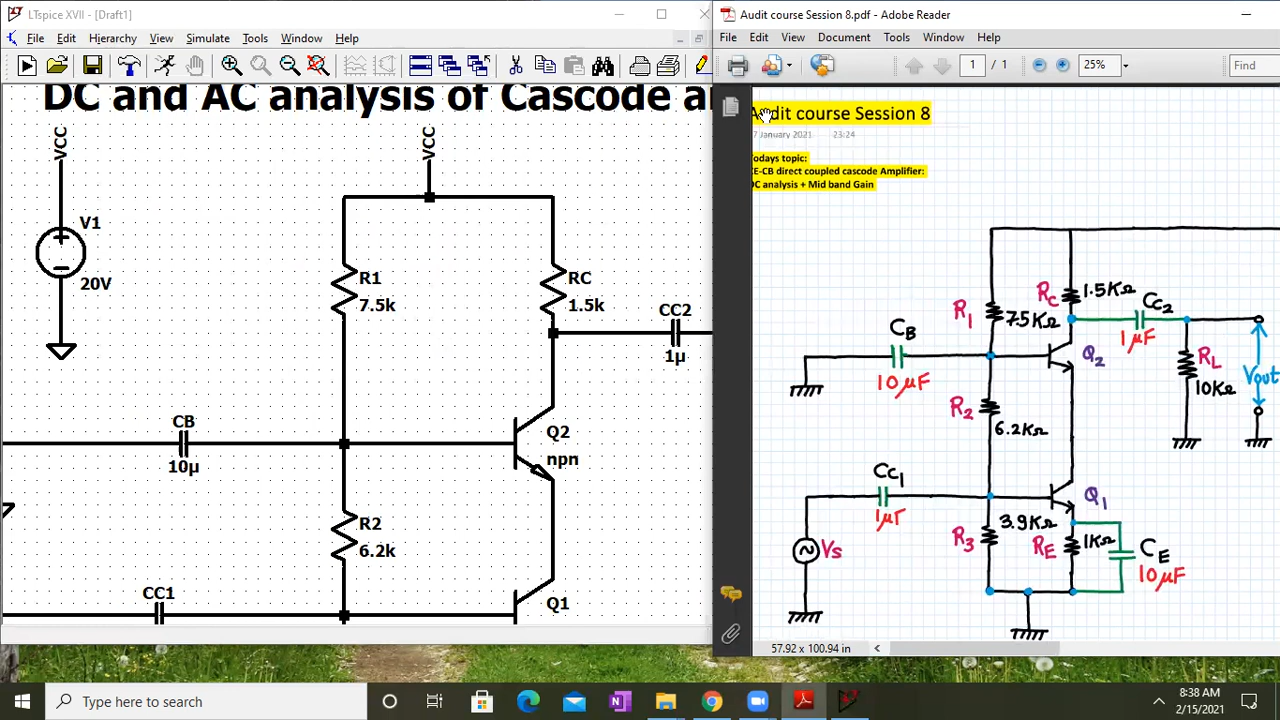 LTspice XVII - [Draft1]
File Edit Hierarchy View Simulate Tools Window Help
DC and AC analysis of Cascode a
VCC
VCC
V1
20V
R1
7.5k
RC
1.5k
CC2
1µ
CB
10µ
Q2
npn
R2
6.2k
CC1
Q1
Audit course Session 8.pdf - Adobe Reader
File Edit View Document Tools Window Help
1 / 1 25% Find
Audit course Session 8
7 January 2021 23:24
odays topic:
E-CB direct coupled cascode Amplifier:
DC analysis + Mid band Gain
R1
7.5KΩ
RC
1.5KΩ
CC2
1µF
CB
10µF
Q2
RL
10KΩ
Vout
R2
6.2KΩ
CC1
1µF
Q1
3.9KΩ
R3
RE
1KΩ
CE
10µF
Vs
57.92 x 100.94 in
Type here to search
8:38 AM
2/15/2021